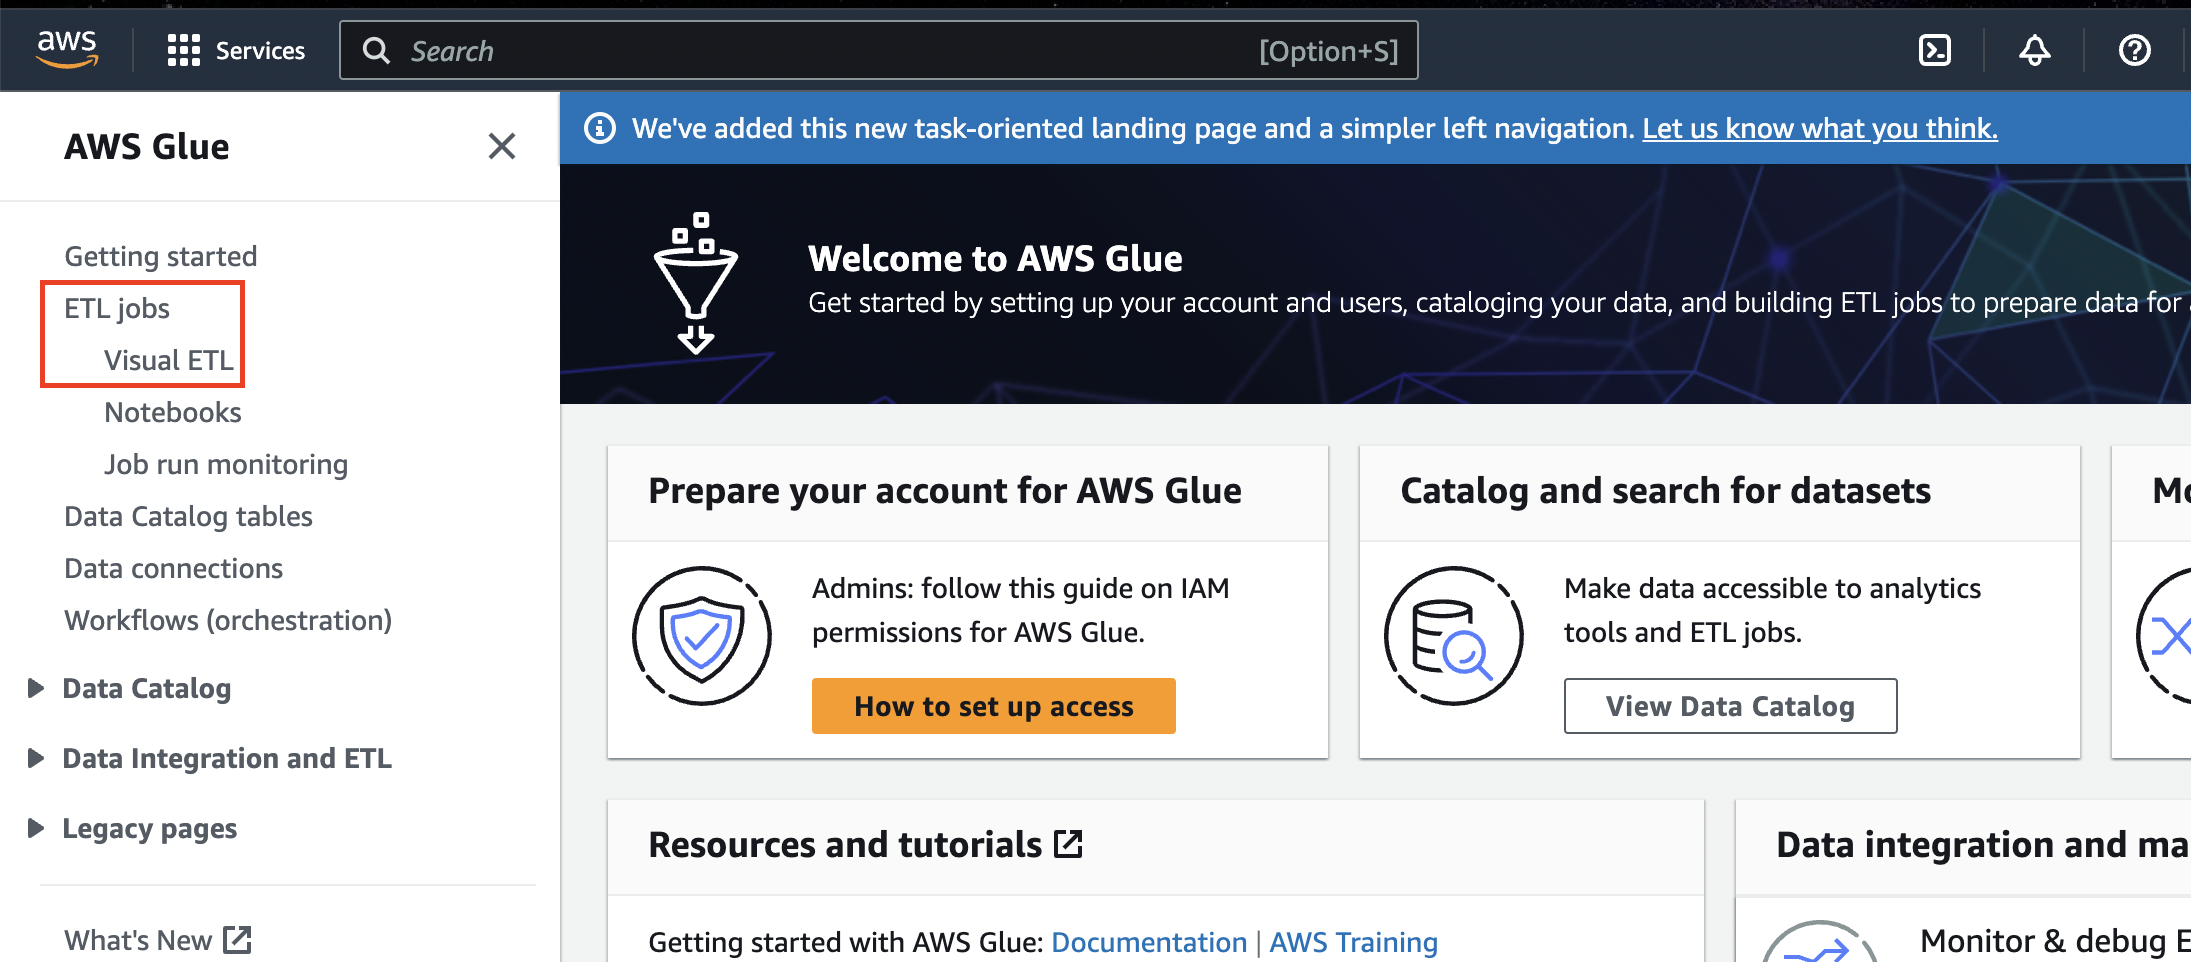 aws
Services
Search
[Option+S]
AWS Glue
We've added this new task-oriented landing page and a simpler left navigation. Let us know what you think.
Getting started
ETL jobs
Visual ETL
Notebooks
Job run monitoring
Data Catalog tables
Data connections
Workflows (orchestration)
Data Catalog
Data Integration and ETL
Legacy pages
What's New
Welcome to AWS Glue
Get started by setting up your account and users, cataloging your data, and building ETL jobs to prepare data for
Prepare your account for AWS Glue
Admins: follow this guide on IAM
permissions for AWS Glue.
How to set up access
Catalog and search for datasets
Make data accessible to analytics
tools and ETL jobs.
View Data Catalog
Resources and tutorials
Getting started with AWS Glue: Documentation | AWS Training
Data integration and
Monitor & debug